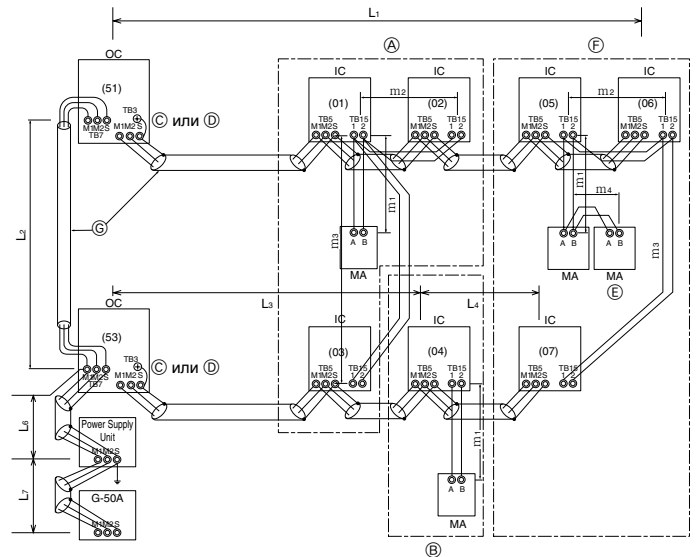 L1
OC
(51)
TB3
M1M2S
TB7
M1M2S
Ⓒ или Ⓓ
Ⓐ
IC
(01)
TB5
M1M2S
TB15
1 2
m2
IC
(02)
TB5
M1M2S
TB15
1 2
Ⓕ
IC
(05)
TB5
M1M2S
TB15
1 2
m2
IC
(06)
TB5
M1M2S
TB15
1 2
L2
Ⓖ
m3
m1
A B
MA
m1
m4
A B
MA
A B
MA
Ⓔ
m3
L3
L4
OC
(53)
TB3
M1M2S
TB7
M1M2S
Ⓒ или Ⓓ
IC
(03)
TB5
M1M2S
TB15
1 2
IC
(04)
TB5
M1M2S
TB15
1 2
IC
(07)
TB5
M1M2S
TB15
1 2
L6
Power Supply
Unit
M1M2S
L7
G-50A
M1M2S
m1
A B
MA
Ⓑ